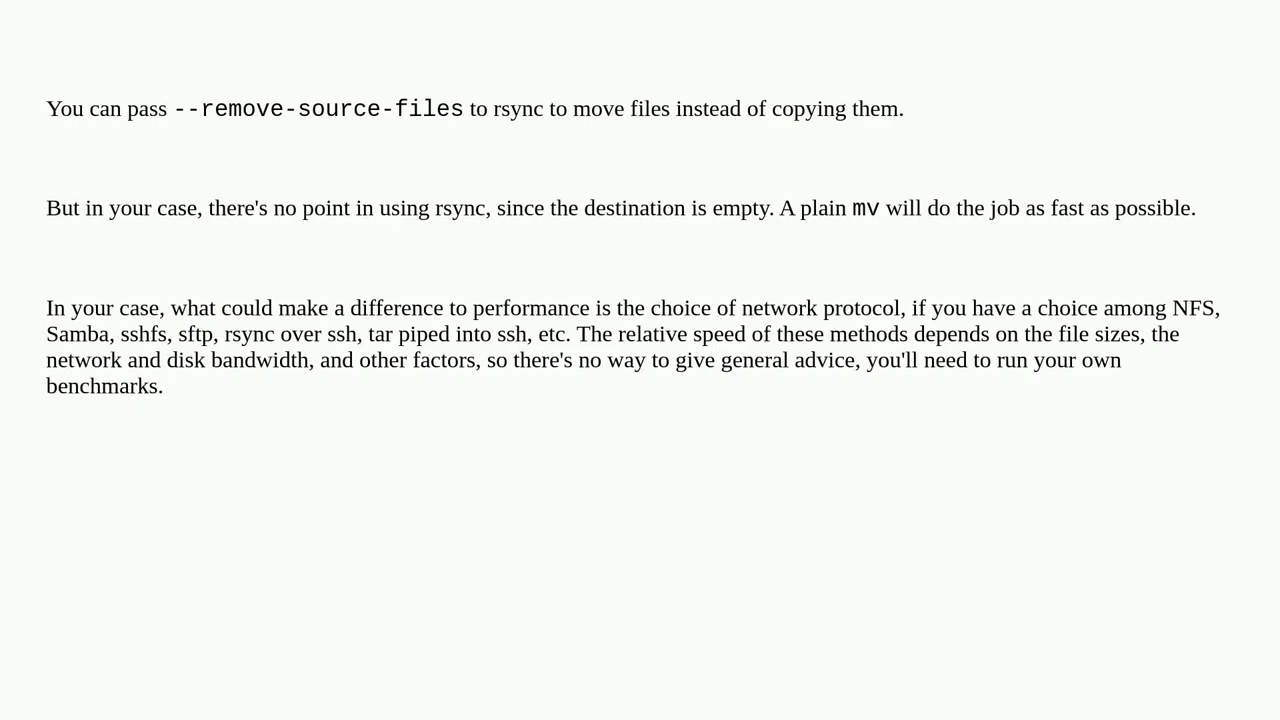 You can pass --remove-source-files to rsync to move files instead of copying them.
But in your case, there's no point in using rsync, since the destination is empty. A plain mv will do the job as fast as possible.
In your case, what could make a difference to performance is the choice of network protocol, if you have a choice among NFS,
Samba, sshfs, sftp, rsync over ssh, tar piped into ssh, etc. The relative speed of these methods depends on the file sizes, the
network and disk bandwidth, and other factors, so there's no way to give general advice, you'll need to run your own
benchmarks.